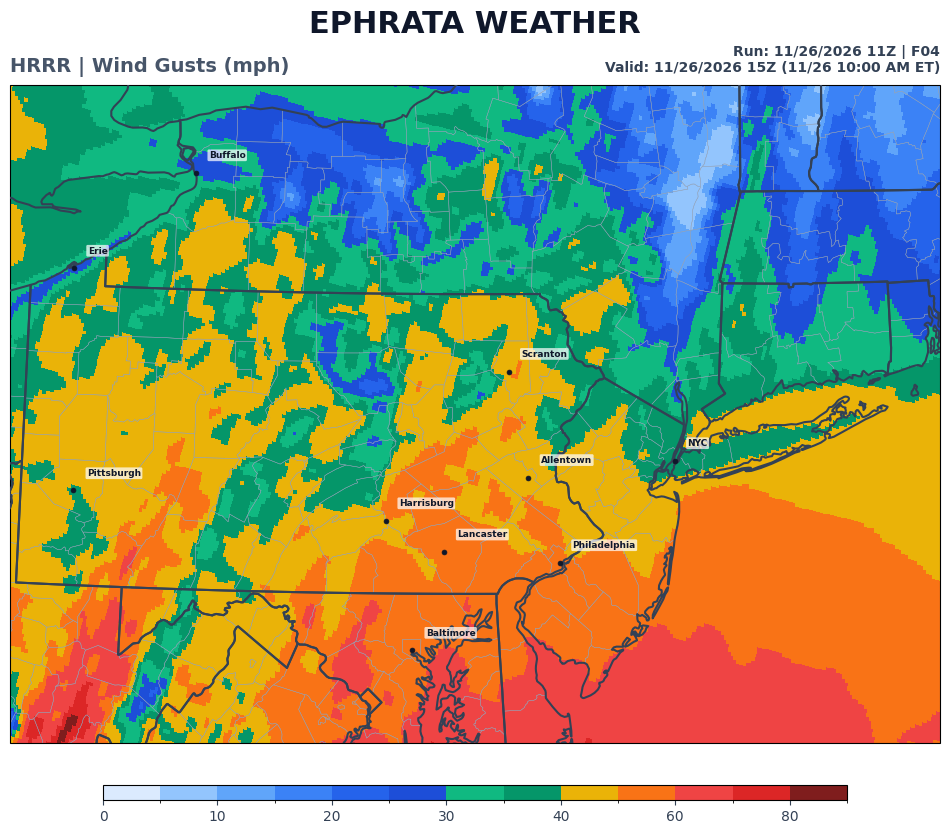 EPHRATA WEATHER
HRRR | Wind Gusts (mph)
Run: 11/26/2026 11Z | F04
Valid: 11/26/2026 15Z (11/26 10:00 AM ET)
Buffalo
Erie
Scranton
NYC
Pittsburgh
Allentown
Harrisburg
Lancaster
Philadelphia
Baltimore
0 10 20 30 40 50 60 70 80